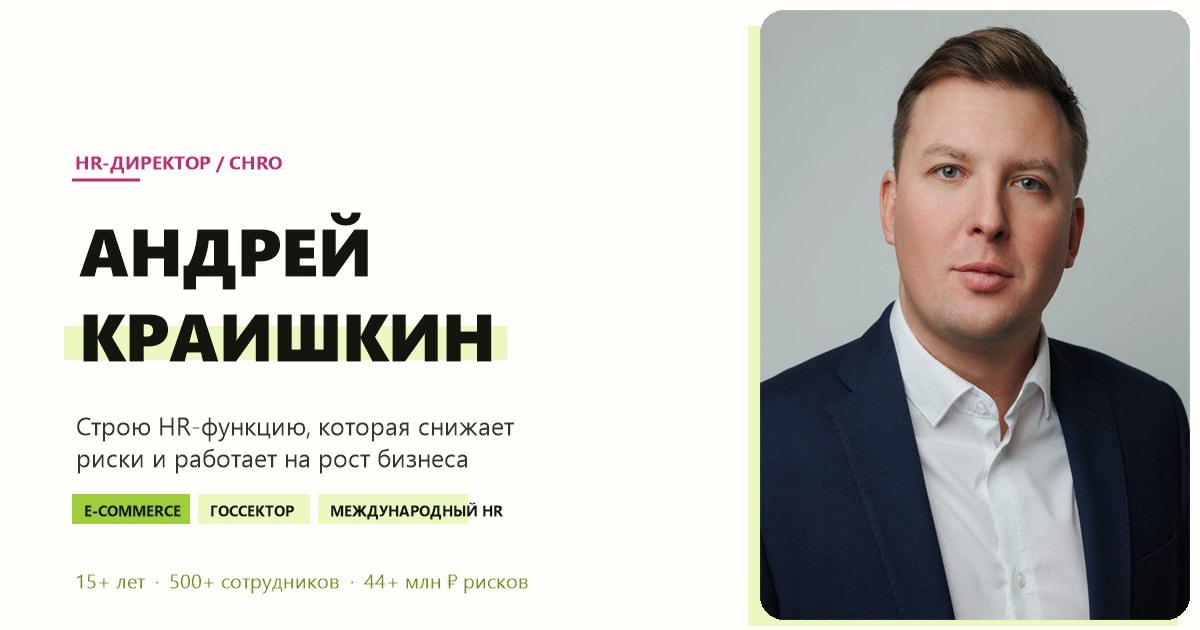 HR-ДИРЕКТОР / CHRO
АНДРЕЙ
КРАИШКИН
Строю HR-функцию, которая снижает
риски и работает на рост бизнеса
E-COMMERCE ГОССЕКТОР МЕЖДУНАРОДНЫЙ HR
15+ лет · 500+ сотрудников · 44+ млн ₽ рисков